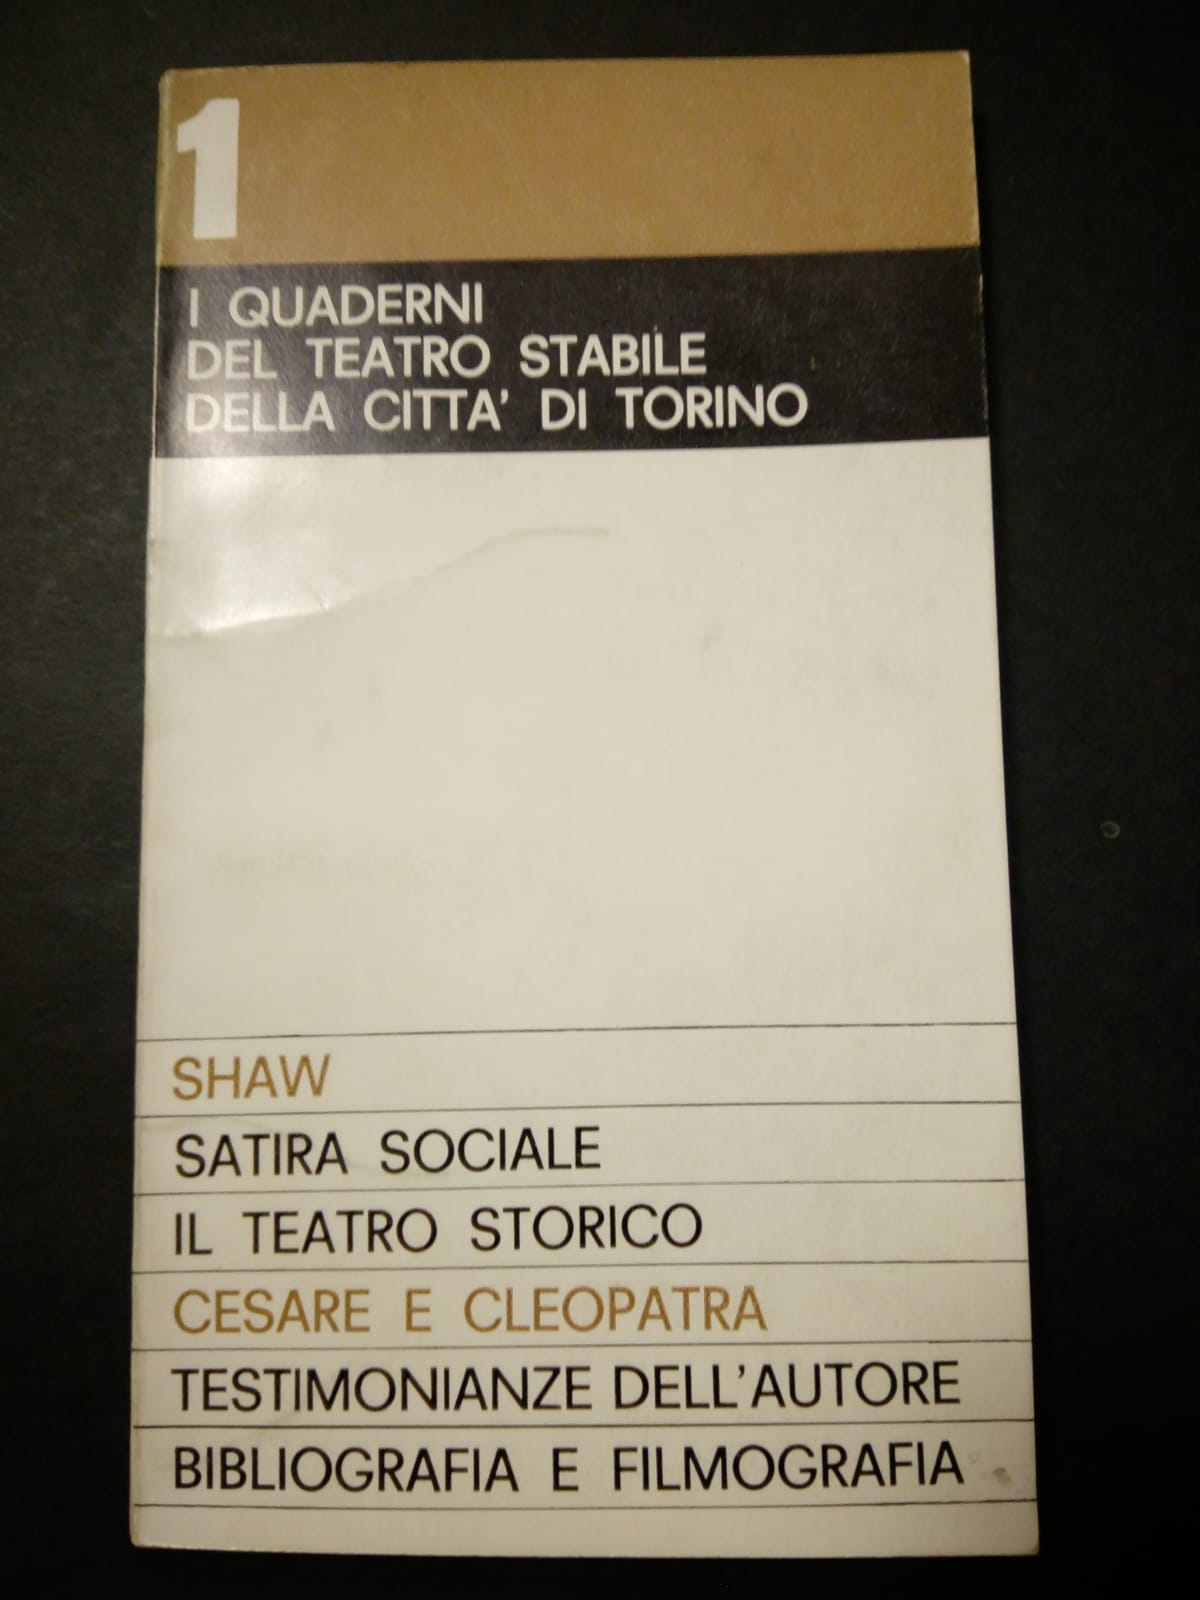 1
I QUADERNI
DEL TEATRO STABILE
DELLA CITTA' DI TORINO
SHAW
SATIRA SOCIALE
IL TEATRO STORICO
CESARE E CLEOPATRA
TESTIMONIANZE DELL'AUTORE
BIBLIOGRAFIA E FILMOGRAFIA